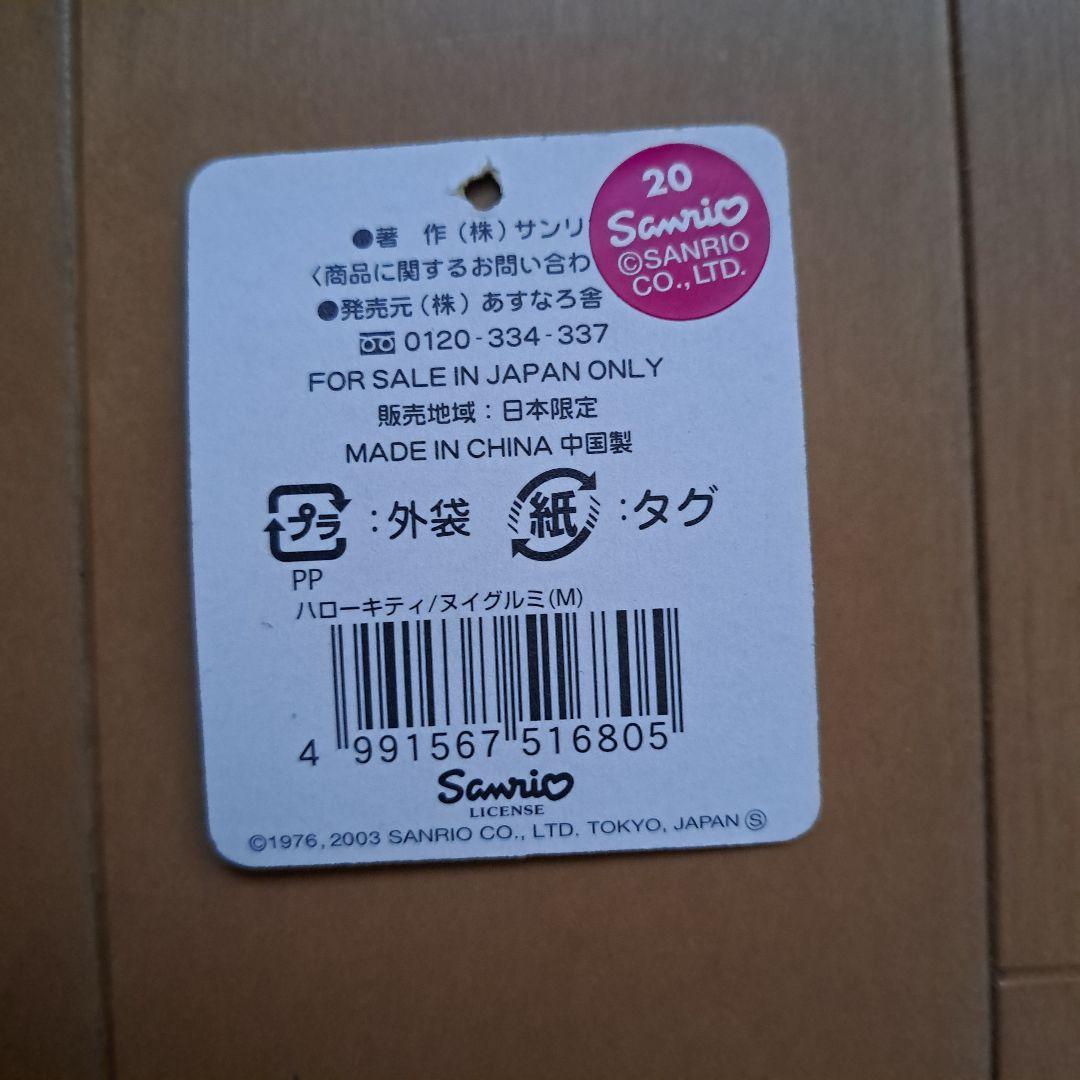 20
Sanrio
©SANRIO
CO., LTD.
●著 作(株)サンリ
〈商品に関するお問い合わ
●発売元(株)あすなろ舎
0120-334-337
FOR SALE IN JAPAN ONLY
販売地域:日本限定
MADE IN CHINA 中国製
プラ :外袋 紙 :タグ
PP
ハローキティ/ヌイグルミ(M)
4 991567 516805
Sanrio
LICENSE
©1976, 2003 SANRIO CO., LTD. TOKYO, JAPAN Ⓢ